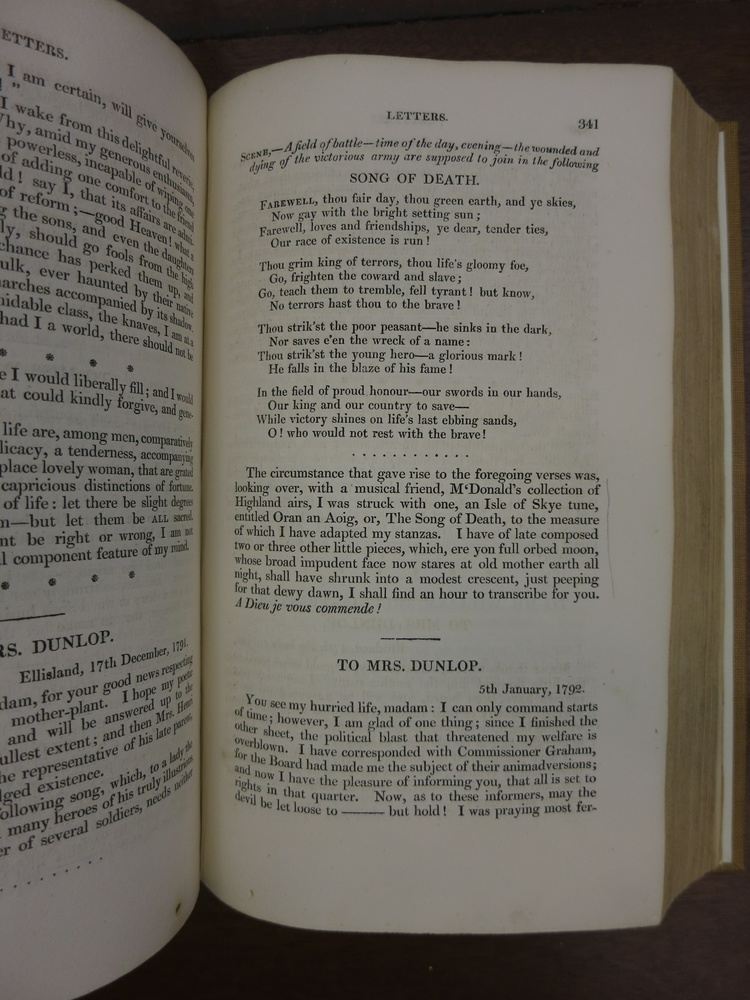 ETTERS.
I am certain, will give yourselves
! "
I wake from this delightful reverie,
Vhy, amid my generous enthusiasm,
powerless, incapable of wiping one
of adding one comfort to the friend
ld ! say I, that its affairs are admi-
of reform ;—good Heaven ! what a
g the sons, and even the daughters
ly, should go fools from the high
chance has perked them up, and
ulk, ever haunted by their native
narches accompanied by its shadow.
nidable class, the knaves, I am at a
had I a world, there should not be
* * * *
e I would liberally fill ; and I would
at could kindly forgive, and gene-
life are, among men, comparatively
licacy, a tenderness, accompanying
place lovely woman, that are grated
capricious distinctions of fortune.
of life : let there be slight degrees
m—but let them be ALL sacred.
nt be right or wrong, I am not
l component feature of my mind.
* * * *
RS. DUNLOP.
Ellisland, 17th December, 1791.
dam, for your good news respecting
mother-plant. I hope my poetic
and will be answered up to the
ullest extent ; and then Mrs. Henri
he representative of his late parent,
dged existence.
ollowing song, which, to a lady the
many heroes of his truly illustrious
er of several soldiers, needs neither
LETTERS. 341
SCENE,—A field of battle—time of the day, evening—the wounded and
dying of the victorious army are supposed to join in the following
SONG OF DEATH.
FAREWELL, thou fair day, thou green earth, and ye skies,
Now gay with the bright setting sun ;
Farewell, loves and friendships, ye dear, tender ties,
Our race of existence is run !
Thou grim king of terrors, thou life's gloomy foe,
Go, frighten the coward and slave ;
Go, teach them to tremble, fell tyrant ! but know,
No terrors hast thou to the brave !
Thou strik'st the poor peasant—he sinks in the dark,
Nor saves e'en the wreck of a name :
Thou strik'st the young hero—a glorious mark !
He falls in the blaze of his fame !
In the field of proud honour—our swords in our hands,
Our king and our country to save—
While victory shines on life's last ebbing sands,
O ! who would not rest with the brave !
. . . . . . . . . . . .
The circumstance that gave rise to the foregoing verses was,
looking over, with a musical friend, M'Donald's collection of
Highland airs, I was struck with one, an Isle of Skye tune,
entitled Oran an Aoig, or, The Song of Death, to the measure
of which I have adapted my stanzas. I have of late composed
two or three other little pieces, which, ere yon full orbed moon,
whose broad impudent face now stares at old mother earth all
night, shall have shrunk into a modest crescent, just peeping
for that dewy dawn, I shall find an hour to transcribe for you.
A Dieu je vous commende !
TO MRS. DUNLOP.
5th January, 1792.
You see my hurried life, madam : I can only command starts
of time ; however, I am glad of one thing ; since I finished the
other sheet, the political blast that threatened my welfare is
overblown. I have corresponded with Commissioner Graham,
for the Board had made me the subject of their animadversions ;
and now I have the pleasure of informing you, that all is set to
rights in that quarter. Now, as to these informers, may the
devil be let loose to ——— but hold ! I was praying most fer-